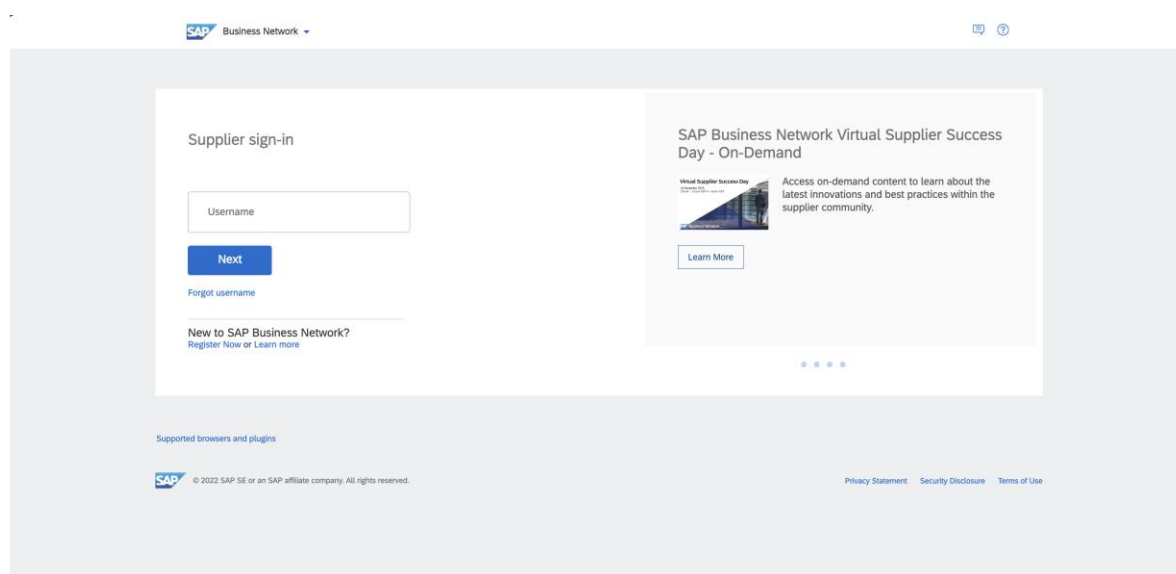 SAP Business Network
Supplier sign-in
Username
Next
Forgot username
New to SAP Business Network?
Register Now or Learn more
SAP Business Network Virtual Supplier Success
Day - On-Demand
Virtual Supplier Success Day
Access on-demand content to learn about the
latest innovations and best practices within the
supplier community.
Learn More
Supported browsers and plugins
SAP © 2022 SAP SE or an SAP affiliate company. All rights reserved.
Privacy Statement Security Disclosure Terms of Use